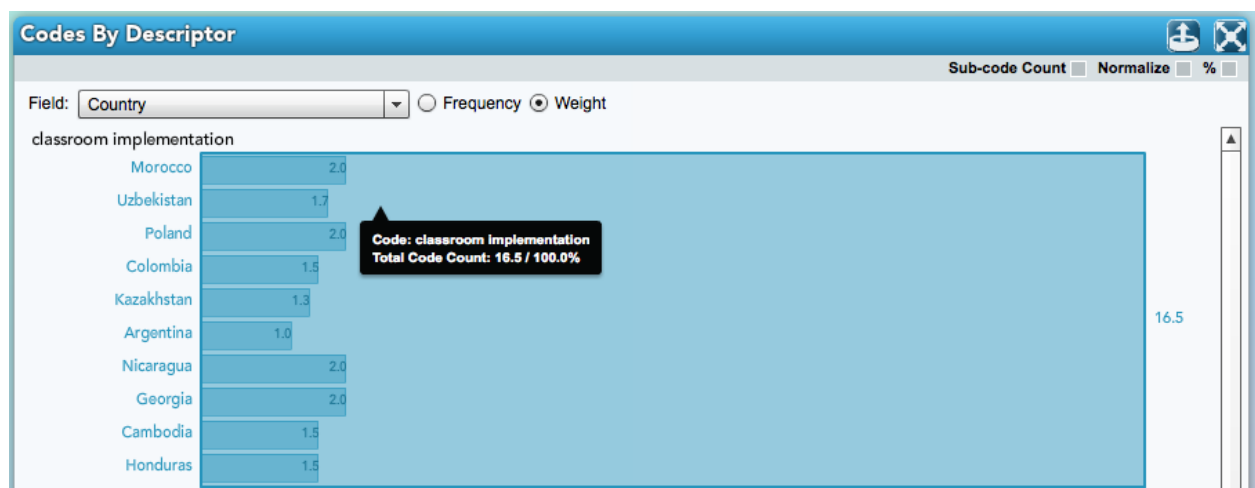 Codes By Descriptor
Sub-code Count Normalize %
Field: Country Frequency Weight
classroom implementation
Morocco 2.0
Uzbekistan 1.7
Poland 2.0
Code: classroom implementation
Total Code Count: 16.5 / 100.0%
Colombia 1.5
Kazakhstan 1.3
16.5
Argentina 1.0
Nicaragua 2.0
Georgia 2.0
Cambodia 1.5
Honduras 1.5